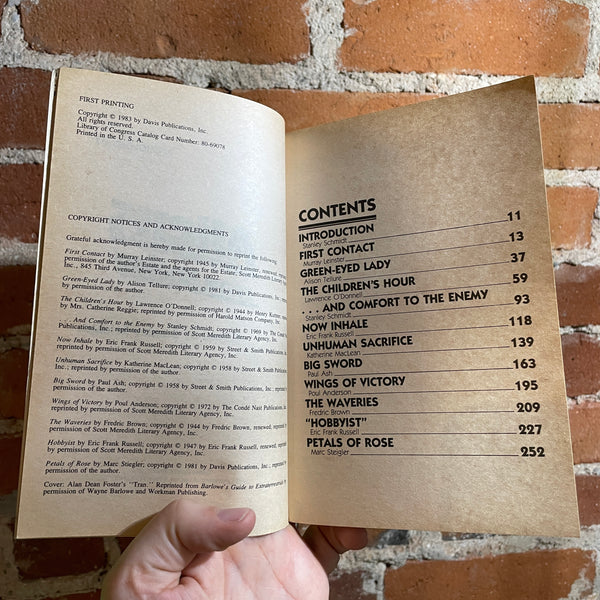 FIRST PRINTING
Copyright © 1983 by Davis Publications, Inc.
All rights reserved.
Library of Congress Catalog Card Number: 80-69078
Printed in the U. S. A.
COPYRIGHT NOTICES AND ACKNOWLEDGMENTS
Grateful acknowledgment is hereby made for permission to reprint the following:
First Contact by Murray Leinster; copyright 1945 by Murray Leinster, renewed; reprinted
by permission of the author's Estate and the agents for the Estate, Scott Meredith Literary Agency,
Inc., 845 Third Avenue, New York, New York 10022.
Green-Eyed Lady by Alison Tellure; copyright © 1981 by Davis Publications, Inc.,
by permission of the author.
The Children's Hour by Lawrence O'Donnell; copyright © 1944 by Henry Kuttner,
by Mrs. Catherine Reggie; reprinted by permission of Harold Matson Company, Inc.
. . . And Comfort to the Enemy by Stanley Schmidt; copyright © 1969 by The Condé Nast
Publications, Inc.; reprinted by permission of Scott Meredith Literary Agency, Inc.
Now Inhale by Eric Frank Russell; copyright © 1959 by Street & Smith Publications, Inc.;
reprinted by permission of Scott Meredith Literary Agency, Inc.
Unhuman Sacrifice by Katherine MacLean; copyright © 1958 by Street & Smith Publications,
Inc., reprinted by permission of the author.
Big Sword by Paul Ash; copyright © 1958 by Street & Smith Publications, Inc., reprinted by
permission of the author.
Wings of Victory by Poul Anderson; copyright © 1972 by The Condé Nast Publications, Inc.;
reprinted by permission of Scott Meredith Literary Agency, Inc.
The Waveries by Fredric Brown; copyright © 1944 by Fredric Brown, renewed; reprinted by
permission of Scott Meredith Literary Agency, Inc.
Hobbyist by Eric Frank Russell; copyright © 1947 by Eric Frank Russell, renewed, reprinted by
permission of Scott Meredith Literary Agency, Inc.
Petals of Rose by Marc Stiegler; copyright © 1981 by Davis Publications, Inc., reprinted by
permission of the author.
Cover: Alan Dean Foster's "Tran." Reprinted from Barlowe's Guide to Extraterrestrials by
permission of Wayne Barlowe and Workman Publishing.
CONTENTS
INTRODUCTION 11
Stanley Schmidt
FIRST CONTACT 13
Murray Leinster
GREEN-EYED LADY 37
Alison Tellure
THE CHILDREN'S HOUR 59
Lawrence O'Donnell
. . . AND COMFORT TO THE ENEMY 93
Stanley Schmidt
NOW INHALE 118
Eric Frank Russell
UNHUMAN SACRIFICE 139
Katherine MacLean
BIG SWORD 163
Paul Ash
WINGS OF VICTORY 195
Poul Anderson
THE WAVERIES 209
Fredric Brown
"HOBBYIST" 227
Eric Frank Russell
PETALS OF ROSE 252
Marc Steigler